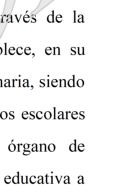 través de la
blece, en su
naria, siendo
os escolares
órgano de
educativa a